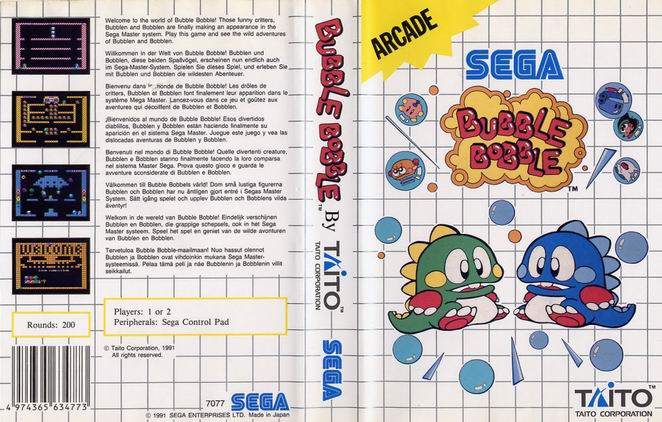 Welcome to the world of Bubble Bobble! Those funny critters,
Bubblen and Bobblen are finally making an appearance in the
Sega Master system. Play this game and see the wild adventures
of Bubblen and Bobblen.
Willkommen in der Welt von Bubble Bobble! Bubblen und
Bobblen, diese beiden Spaßvögel, erscheinen nun endlich auch
im Sega-Master-System. Spielen Sie dieses Spiel, und erleben Sie
mit Bubblen und Bobblen die wildesten Abenteuer.
Bienvenu dans le monde de Bubble Bobble! Les drôles de
critters, Bubblen et Bobblen font finalement leur apparition dans le
système Mega Master. Lancez-vous dans ce jeu et goûtez aux
aventures qui décoiffent de Bubblen et Bobblen.
¡Bienvenidos al mundo de Bubble Bobble! Esos divertidos
diablillos, Bubblen y Bobblen están haciendo finalmente su
aparición en el sistema Sega Master. Juegue este juego y vea las
dislocadas aventuras de Bubblen y Bobblen.
Benvenuti nel mondo di Bubble Bobble! Quelle divertenti creature,
Bubblen e Bobblen stanno finalmente facendo la loro comparsa
nel sistema Master Sega. Prova questo gioco e guarda le
avventure sconsiderate di Bubblen e Bobblen.
Välkommen till Bubble Bobbels värld! Dom små lustiga figurerna
Bubblen och Bobblen har nu äntligen gjort entré i Segas Master
System. Sätt igång spelet och upplev Bubblen och Bobblens vilda
äventyr!
Welkom in de wereld van Bubble Bobble! Eindelijk verschijnen
Bubblen en Bobblen, die grappige schepsels, ook in het Sega
Master systeem. Speel het spel en geniet van de wilde avonturen
van Bubblen en Bobblen.
Tervetuloa Bubble Bobble-maailmaan! Nuo hassut olennot
Bubblen ja Bobblen ovat vihdoinkin mukana Sega Master-
systeemissä. Pelaa tämä peli ja näe Bubblenin ja Bobblenin villit
seikkailut.
WELCOME
Rounds: 200
Players: 1 or 2
Peripherals: Sega Control Pad
© Taito Corporation, 1991
All rights reserved.
4 974365 634773
7077 SEGA
© 1991 SEGA ENTERPRISES LTD. Made in Japan
BUBBLE BOBBLE™ By TAITO™
TAITO CORPORATION
SEGA
ARCADE
SEGA
BUBBLE
BOBBLE
™
TAITO™
TAITO CORPORATION